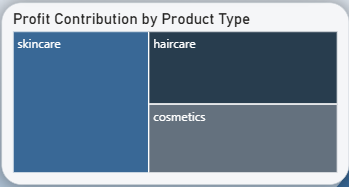 Profit Contribution by Product Type
skincare
haircare
cosmetics